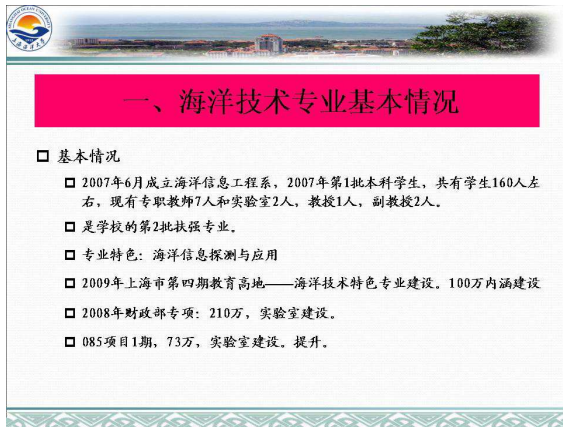 一、海洋技术专业基本情况
基本情况
2007年6月成立海洋信息工程系，2007年第1批本科学生，共有学生160人左
右，现有专职教师7人和实验室2人，教授1人，副教授2人。
是学校的第2批扶强专业。
专业特色：海洋信息探测与应用
2009年上海市第四期教育高地——海洋技术特色专业建设。100万内涵建设
2008年财政部专项：210万，实验室建设。
085项目1期，73万，实验室建设。提升。